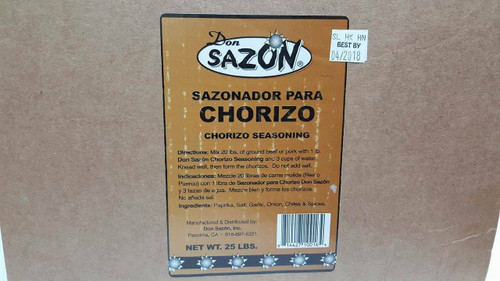 Don
SAZÓN®
SL HK HN
BEST BY
04/2018
SAZONADOR PARA
CHORIZO
CHORIZO SEASONING
Directions: Mix 20 lbs. of ground beef or pork with 1 lb.
Don Sazón Chorizo Seasoning and 3 cups of water.
Knead well, then form the chorizos. Do not add salt.
Indicaciones: Mezcle 20 libras de carne molida (Res o
Puerco) con 1 libra de Sazonador para Chorizo Don Sazón
y 3 tazas de agua. Mezcle bien y forme los chorizos.
No añada sal.
Ingredients: Paprika, Salt, Garlic, Onion, Chiles & Spices.
Manufactured & Distributed by:
Don Sazón, Inc.
Pacoima, CA
NET WT. 25 LBS.